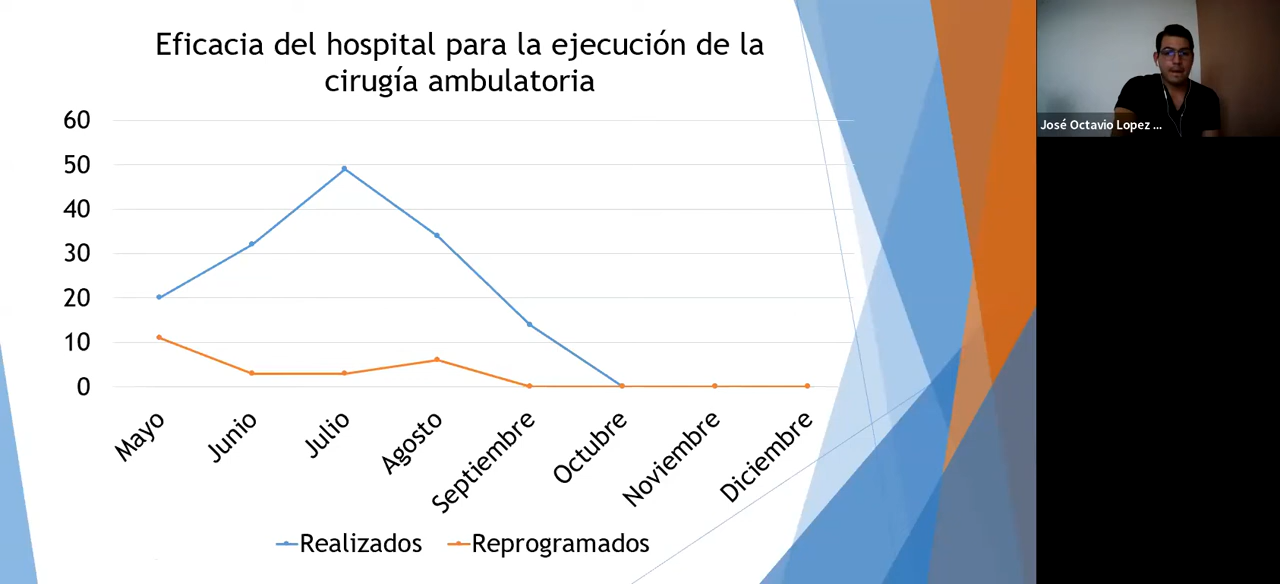 Eficacia del hospital para la ejecución de la
cirugía ambulatoria
60
50
40
30
20
10
0
Mayo
Junio
Julio
Agosto
Septiembre
Octubre
Noviembre
Diciembre
Realizados
Reprogramados
José Octavio Lopez ...